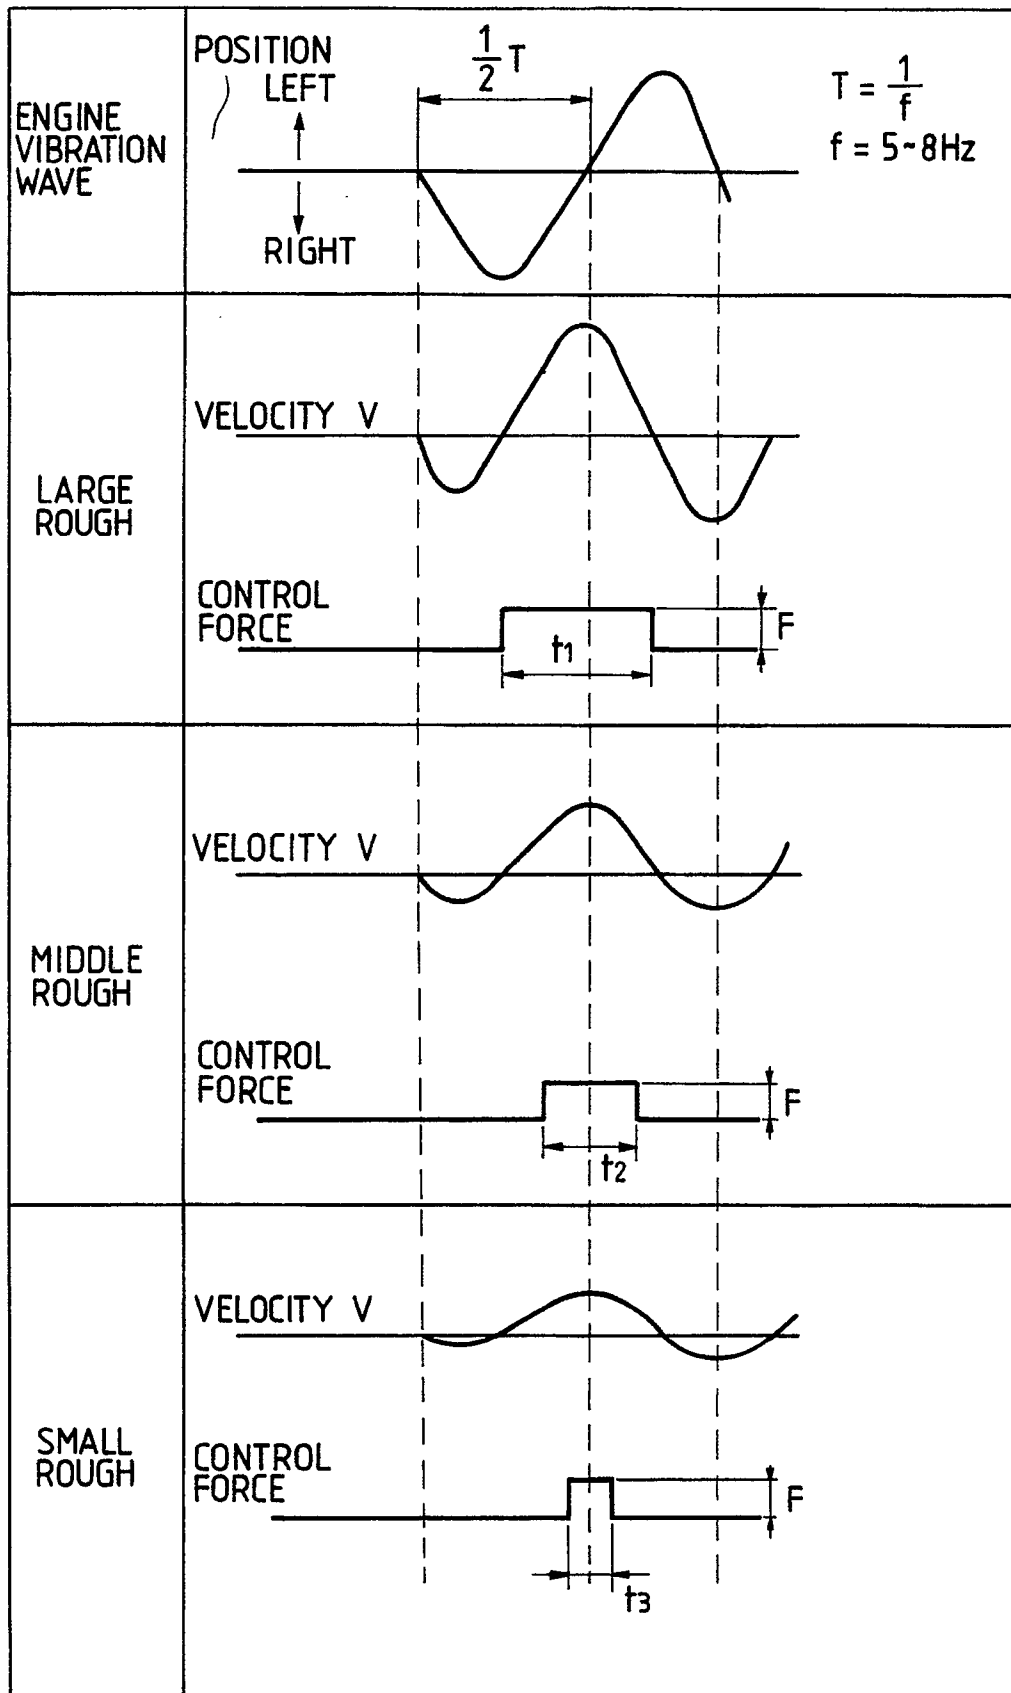 ENGINE
VIBRATION
WAVE
POSITION
LEFT
RIGHT
1/2 T
T = 1/f
f = 5~8Hz
LARGE
ROUGH
VELOCITY V
CONTROL
FORCE
t1
F
MIDDLE
ROUGH
VELOCITY V
CONTROL
FORCE
t2
F
SMALL
ROUGH
VELOCITY V
CONTROL
FORCE
t3
F